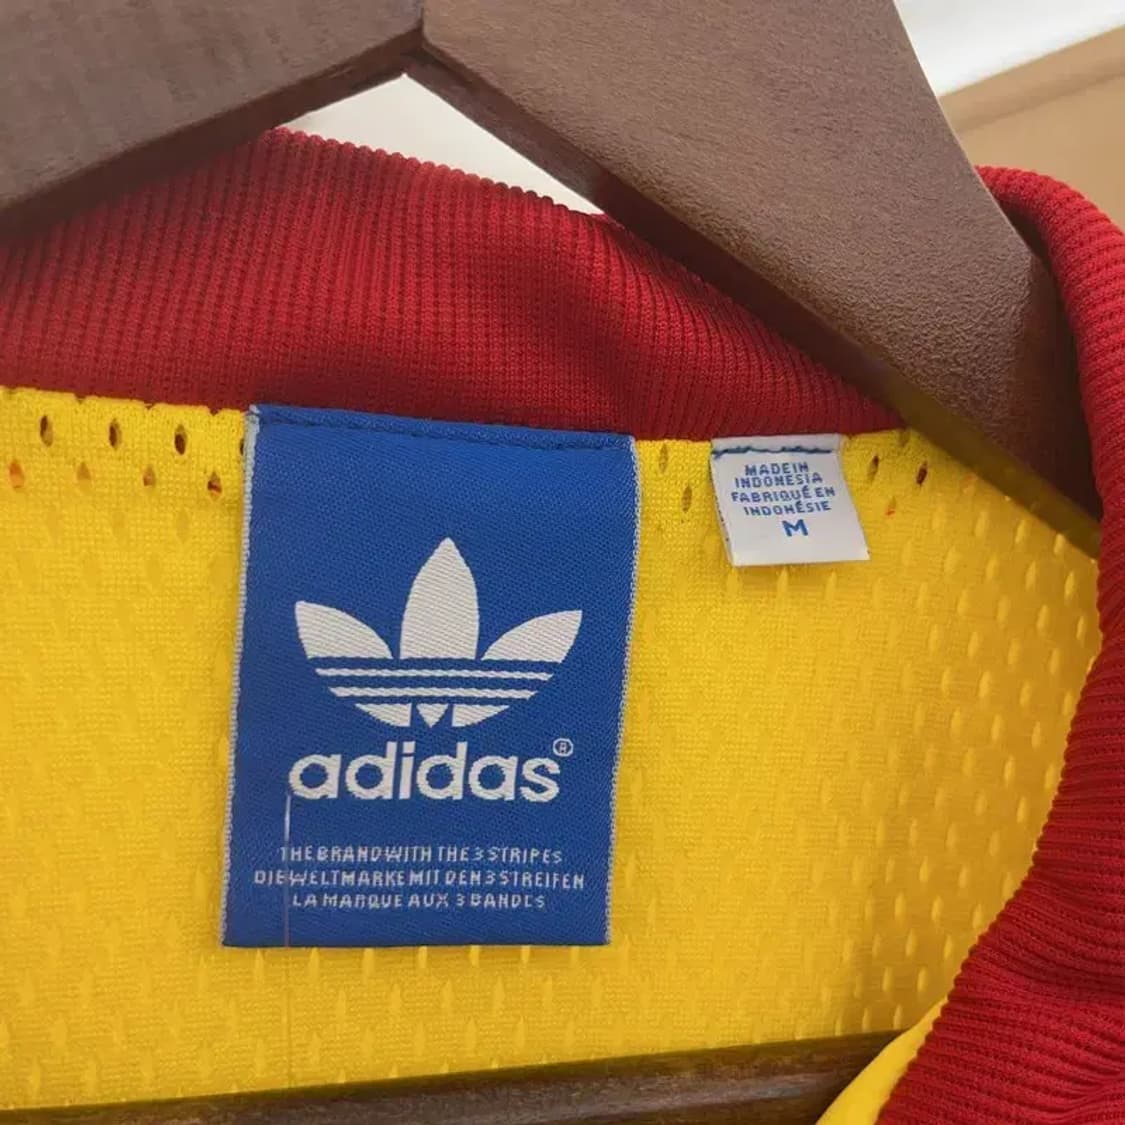 MADE IN
INDONESIA
FABRIQUÉ EN
INDONÉSIE
M
adidas®
THE BRAND WITH THE 3 STRIPES
DIE WELTMARKE MIT DEN 3 STREIFEN
LA MARQUE AUX 3 BANDES